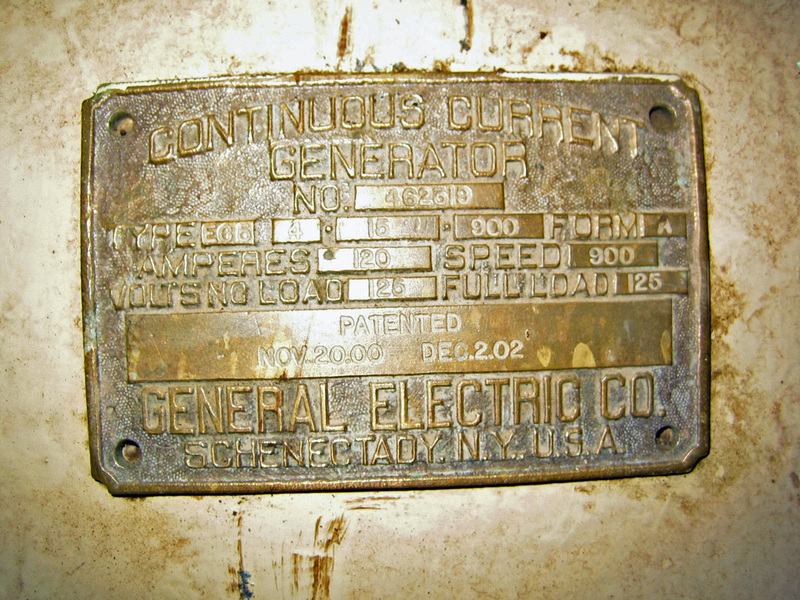 CONTINUOUS CURRENT
GENERATOR
NO. 462619
TYPE ECB 4 · 15 · 900 FORM A
AMPERES 120 SPEED 900
VOLTS NO LOAD 125 FULL LOAD 125
PATENTED
NOV.20.00 DEC.2.02
GENERAL ELECTRIC CO.
SCHENECTADY, N.Y. U.S.A.